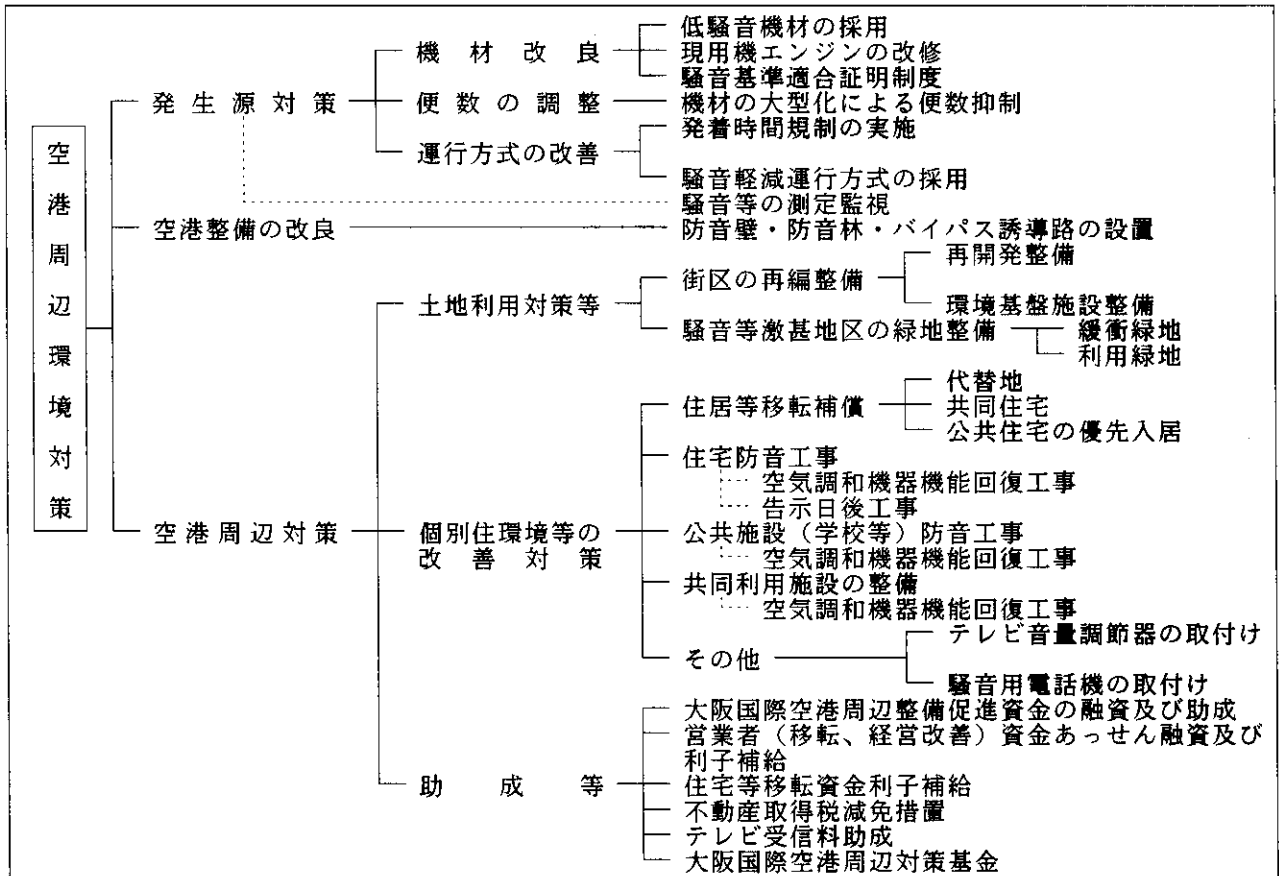 空港周辺環境対策
発生源対策
機材改良
低騒音機材の採用
現用機エンジンの改修
騒音基準適合証明制度
便数の調整
機材の大型化による便数抑制
運行方式の改善
発着時間規制の実施
騒音軽減運行方式の採用
騒音等の測定監視
空港整備の改良
防音壁・防音林・バイパス誘導路の設置
空港周辺対策
土地利用対策等
街区の再編整備
再開発整備
環境基盤施設整備
騒音等激甚地区の緑地整備
緩衝緑地
利用緑地
個別住環境等の
改善対策
住居等移転補償
代替地
共同住宅
公共住宅の優先入居
住宅防音工事
空気調和機器機能回復工事
告示日後工事
公共施設（学校等）防音工事
空気調和機器機能回復工事
共同利用施設の整備
空気調和機器機能回復工事
その他
テレビ音量調節器の取付け
騒音用電話機の取付け
助成等
大阪国際空港周辺整備促進資金の融資及び助成
営業者（移転、経営改善）資金あっせん融資及び
利子補給
住宅等移転資金利子補給
不動産取得税減免措置
テレビ受信料助成
大阪国際空港周辺対策基金